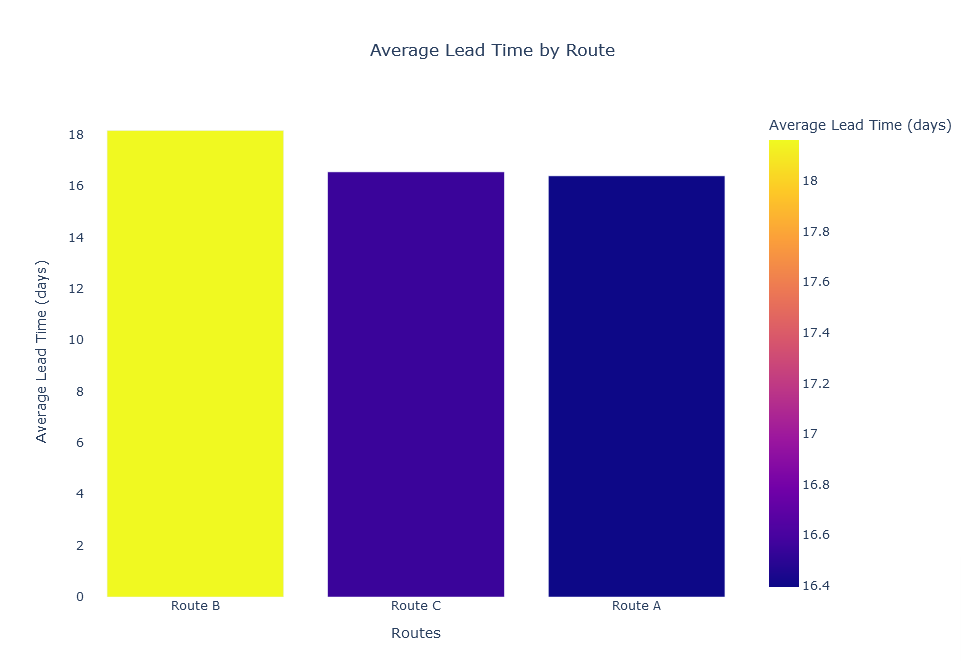 Average Lead Time by Route
Average Lead Time (days)
18
16
14
12
10
8
6
4
2
0
Route B
Route C
Route A
Routes
Average Lead Time (days)
18
17.8
17.6
17.4
17.2
17
16.8
16.6
16.4